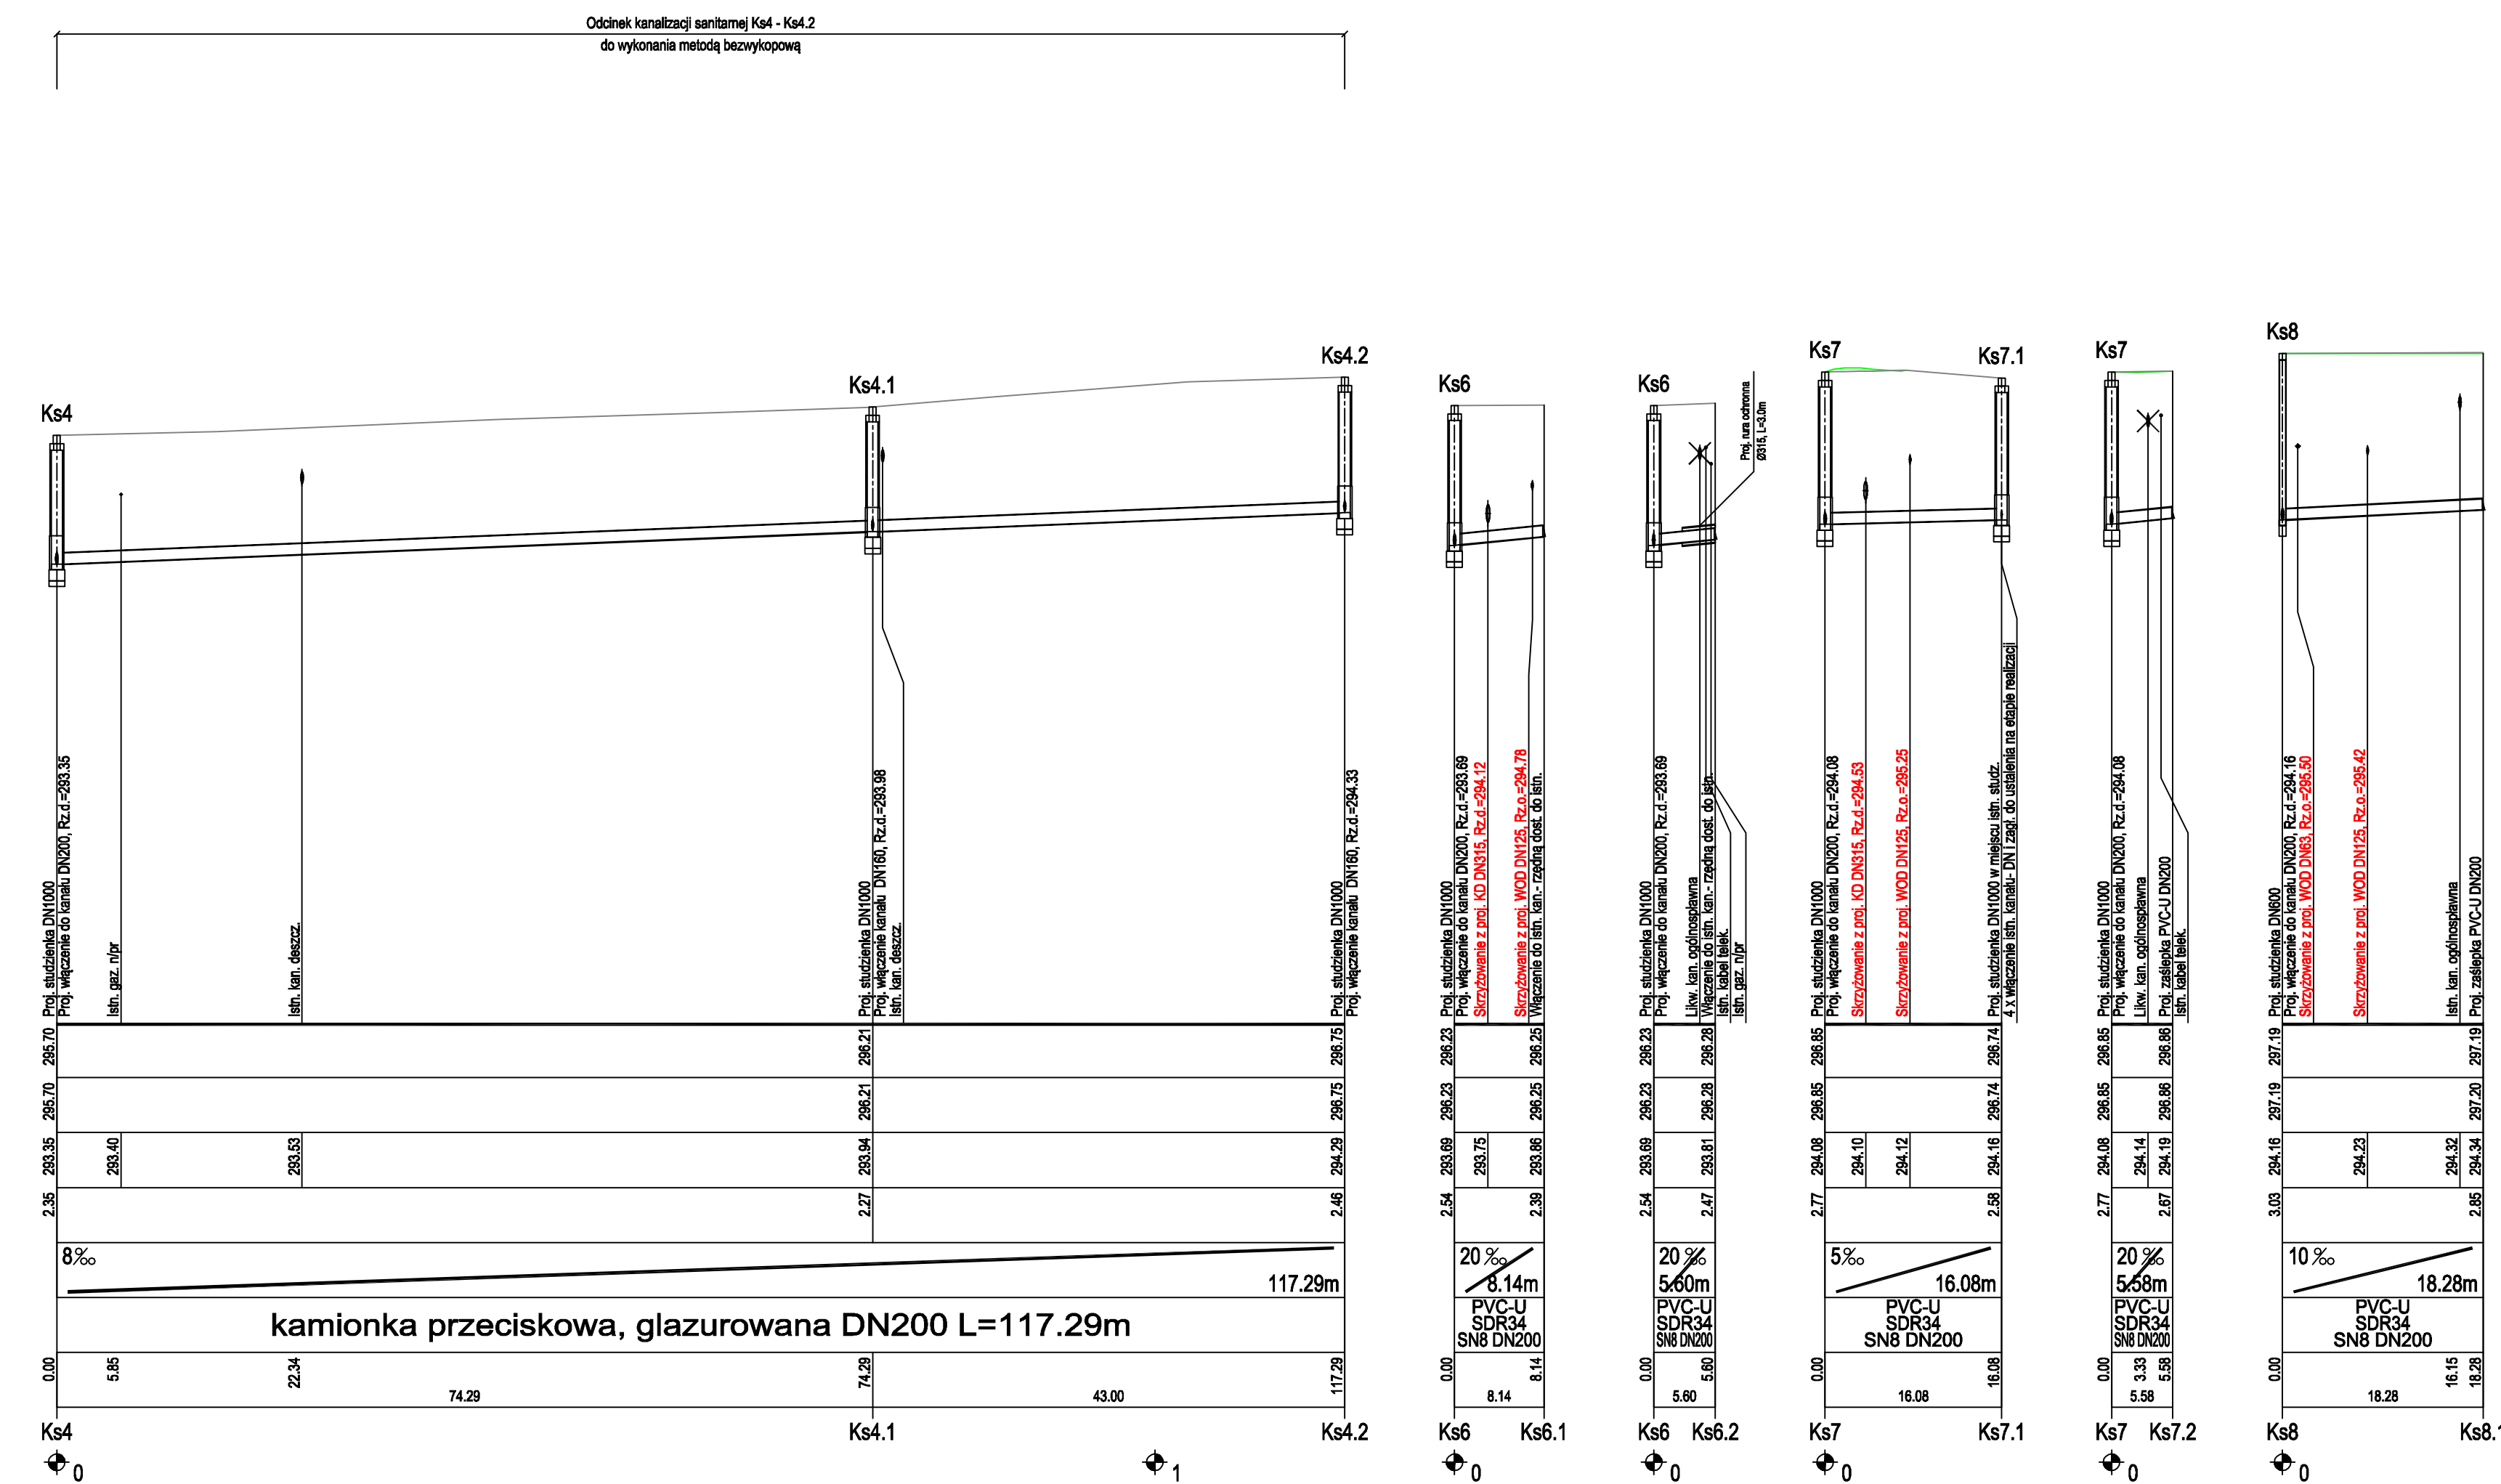 Odcinek kanalizacji sanitarnej Ks4 - Ks4.2
do wykonania metodą bezwykopową
Ks4
Ks4.1
Ks4.2
Ks6
Ks6
Ks7
Ks7.1
Ks7
Ks8
Proj. rura ochronna
Ø315, L=3.0m
Proj. studzienka DN1000
Proj. włączenie do kanału DN200, Rz.d.=293.35
Istn. gaz. n/pr
Istn. kan. deszcz.
Proj. studzienka DN1000
Proj. włączenie kanału DN160, Rz.d.=293.98
Istn. kan. deszcz.
Proj. studzienka DN1000
Proj. włączenie kanału DN160, Rz.d.=294.33
Proj. studzienka DN1000
Proj. włączenie do kanału DN200, Rz.d.=293.69
Skrzyżowanie z proj. KD DN315, Rz.d.=294.12
Skrzyżowanie z proj. WOD DN125, Rz.o.=294.78
Włączenie do istn. kan.- rzędną dost. do istn.
Proj. studzienka DN1000
Proj. włączenie do kanału DN200, Rz.d.=293.69
Likw. kan. ogólnospławna
Włączenie do istn. kan.- rzędną dost. do istn.
Istn. kabel telek.
Istn. gaz. n/pr
Proj. studzienka DN1000
Proj. włączenie do kanału DN200, Rz.d.=294.08
Skrzyżowanie z proj. KD DN315, Rz.d.=294.53
Skrzyżowanie z proj. WOD DN125, Rz.o.=295.25
Proj. studzienka DN1000 w miejscu istn. studz.
4 x włączenie istn. kanału- DN i zagł. do ustalenia na etapie realizacji
Proj. studzienka DN1000
Proj. włączenie do kanału DN200, Rz.d.=294.08
Likw. kan. ogólnospławna
Proj. zaślepka PVC-U DN200
Istn. kabel telek.
Proj. studzienka DN600
Proj. włączenie do kanału DN200, Rz.d.=294.16
Skrzyżowanie z proj. WOD DN63, Rz.o.=295.50
Skrzyżowanie z proj. WOD DN125, Rz.o.=295.42
Istn. kan. ogólnospławna
Proj. zaślepka PVC-U DN200
295.70 296.21 296.75 296.23 296.25 296.23 296.28 296.85 296.74 296.85 296.86 297.19 297.19
295.70 296.21 296.75 296.23 296.25 296.23 296.28 296.85 296.74 296.85 296.86 297.19 297.20
293.35 293.40 293.53 293.94 294.29 293.69 293.75 293.86 293.69 293.81 294.08 294.10 294.12 294.16 294.08 294.14 294.19 294.16 294.23 294.32 294.34
2.35 2.27 2.46 2.54 2.39 2.54 2.47 2.77 2.58 2.77 2.67 3.03 2.85
8‰ 20 ‰ 20 ‰ 5‰ 20 ‰ 10 ‰
117.29m 8.14m 5.60m 16.08m 5.58m 18.28m
kamionka przeciskowa, glazurowana DN200 L=117.29m
PVC-U
SDR34
SN8 DN200
PVC-U
SDR34
SN8 DN200
PVC-U
SDR34
SN8 DN200
PVC-U
SDR34
SN8 DN200
PVC-U
SDR34
SN8 DN200
0.00 5.85 22.34 74.29 117.29 0.00 8.14 0.00 5.60 0.00 16.08 0.00 3.33 5.58 0.00 16.15 18.28
74.29 43.00 8.14 5.60 16.08 5.58 18.28
Ks4 Ks4.1 Ks4.2 Ks6 Ks6.1 Ks6 Ks6.2 Ks7 Ks7.1 Ks7 Ks7.2 Ks8 Ks8.1
0 1 0 0 0 0 0